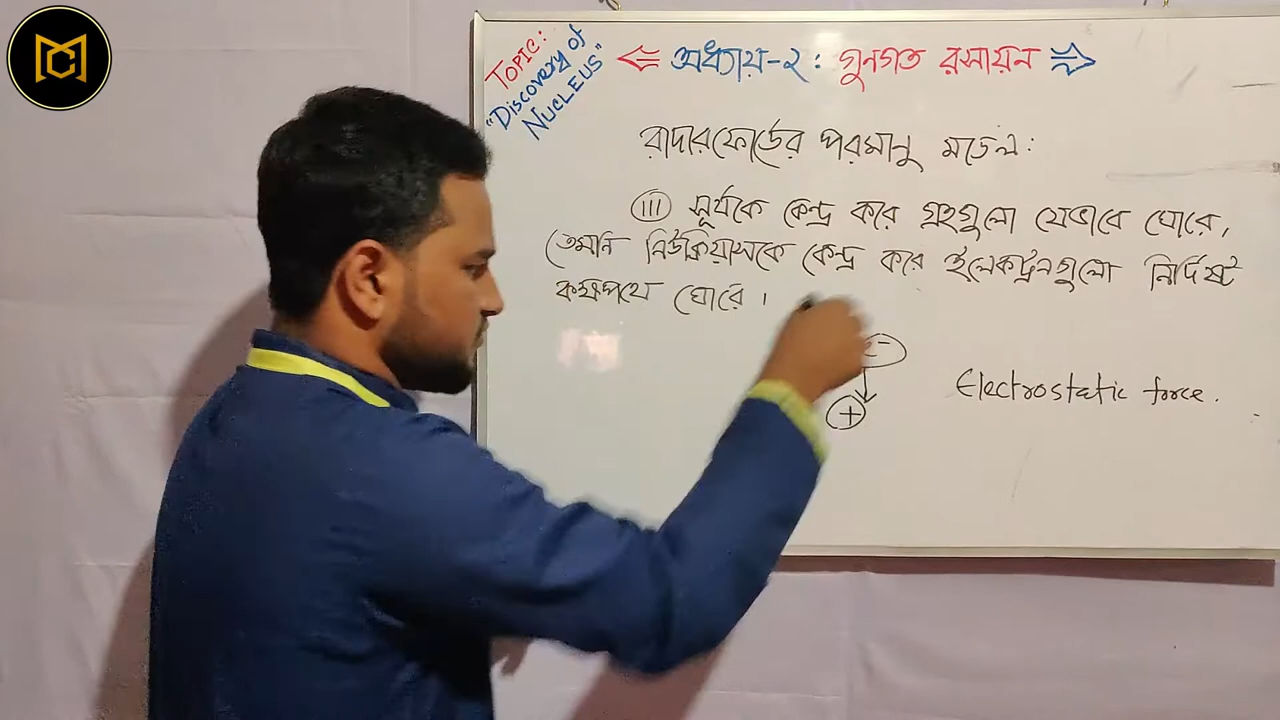 TOPIC:
"Discovery of
NUCLEUS"
⇐ অধ্যায়-২ : গুনগত রসায়ন ⇒
রাদারফোর্ডের পরমানু মডেল:
(III) সূর্যকে কেন্দ্র করে গ্রহগুলো যেভাবে ঘোরে,
তেমনি নিউক্লিয়াসকে কেন্দ্র করে ইলেকট্রনগুলো নির্দিষ্ট
কক্ষপথে ঘোরে ।
e-
+
Electrostatic force.